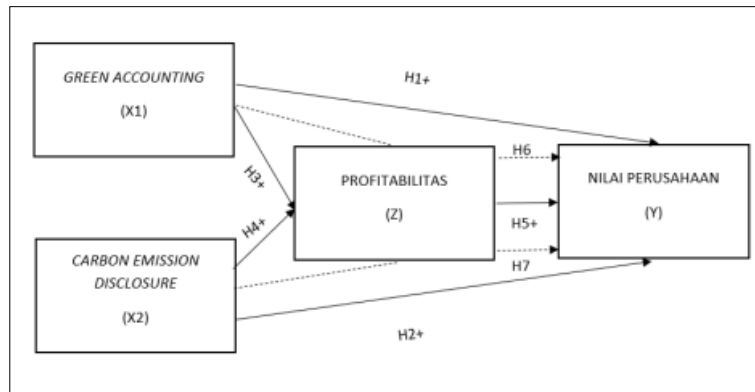 GREEN ACCOUNTING
(X1)
H1+
H3+
PROFITABILITAS
(Z)
H6
H5+
H7
NILAI PERUSAHAAN
(Y)
H4+
CARBON EMISSION
DISCLOSURE
(X2)
H2+